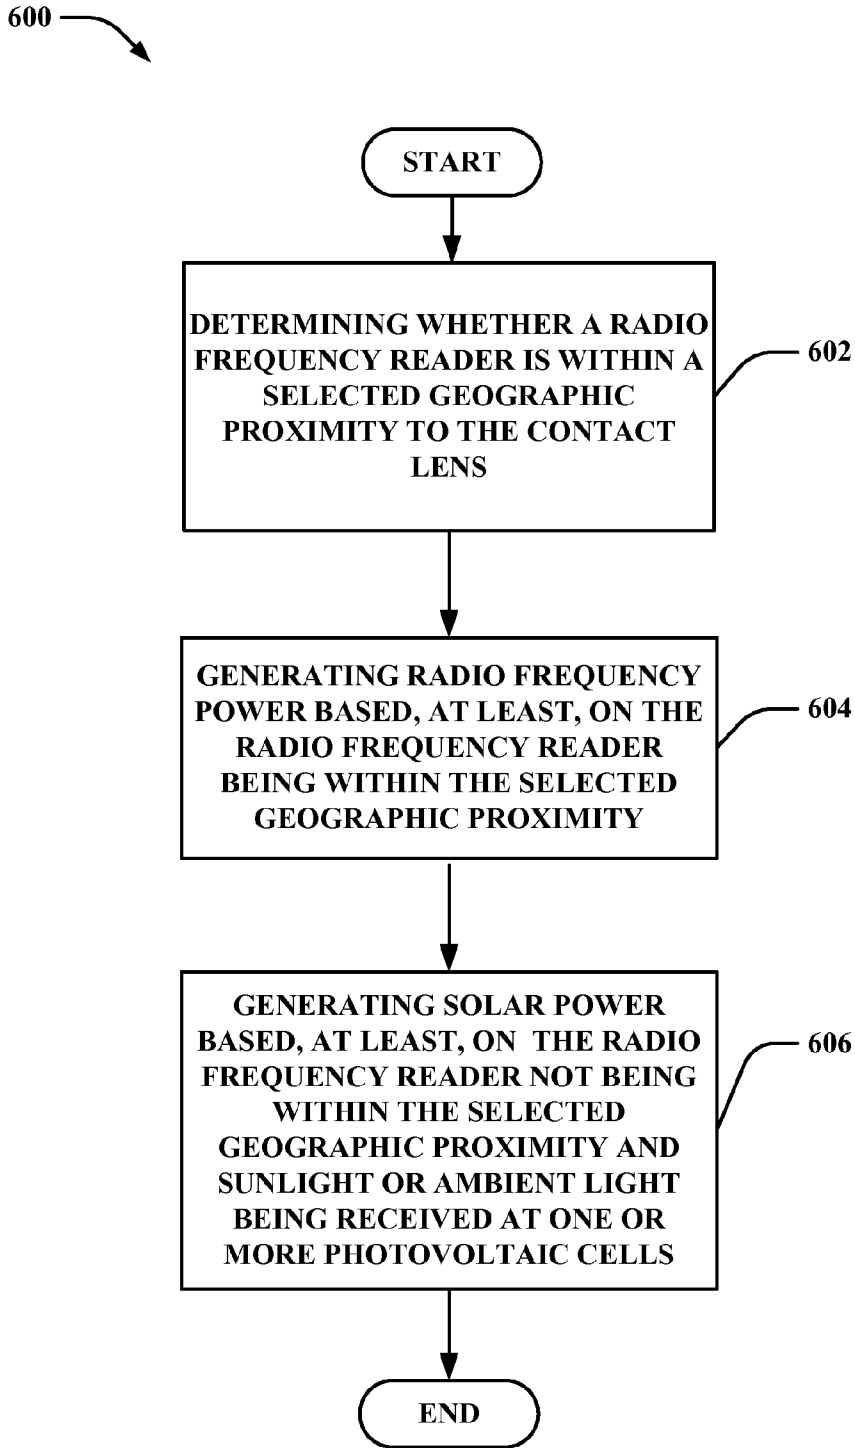 600
START
DETERMINING WHETHER A RADIO
FREQUENCY READER IS WITHIN A
SELECTED GEOGRAPHIC
PROXIMITY TO THE CONTACT
LENS
602
GENERATING RADIO FREQUENCY
POWER BASED, AT LEAST, ON THE
RADIO FREQUENCY READER
BEING WITHIN THE SELECTED
GEOGRAPHIC PROXIMITY
604
GENERATING SOLAR POWER
BASED, AT LEAST, ON THE RADIO
FREQUENCY READER NOT BEING
WITHIN THE SELECTED
GEOGRAPHIC PROXIMITY AND
SUNLIGHT OR AMBIENT LIGHT
BEING RECEIVED AT ONE OR
MORE PHOTOVOLTAIC CELLS
606
END